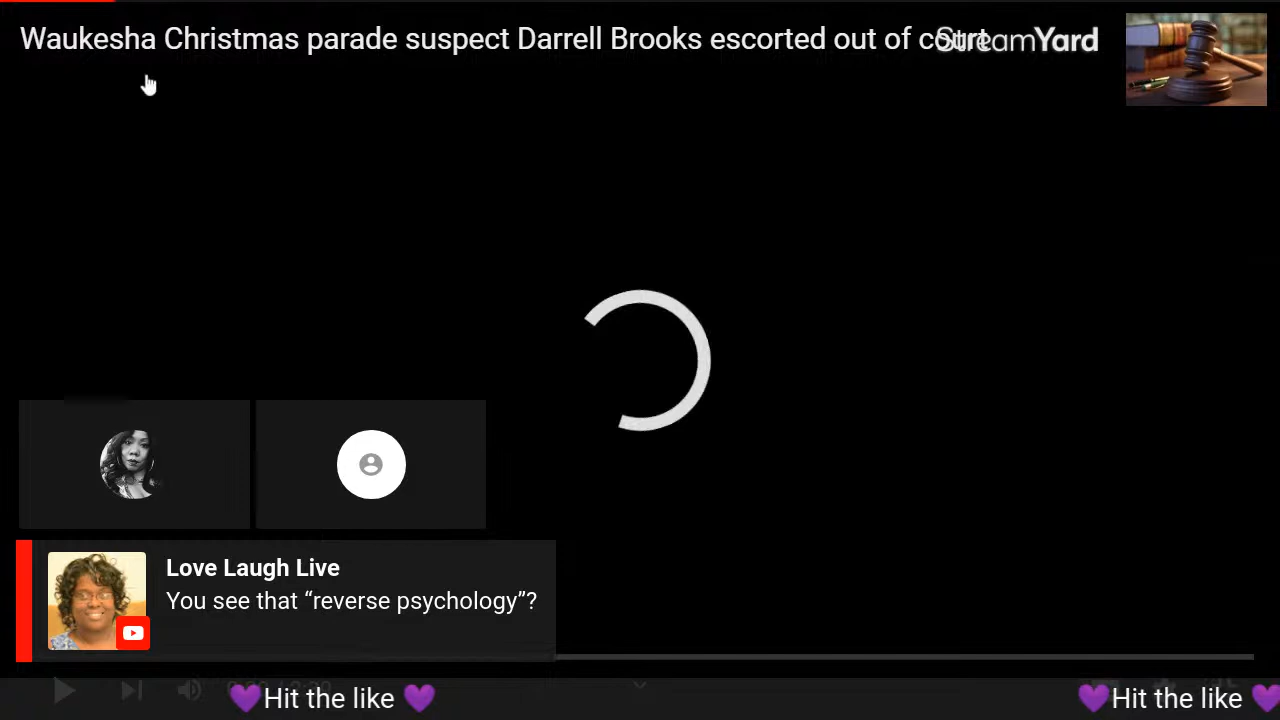 Waukesha Christmas parade suspect Darrell Brooks escorted out of court
StreamYard
Love Laugh Live
You see that “reverse psychology”?
💜Hit the like 💜
💜Hit the like 💜